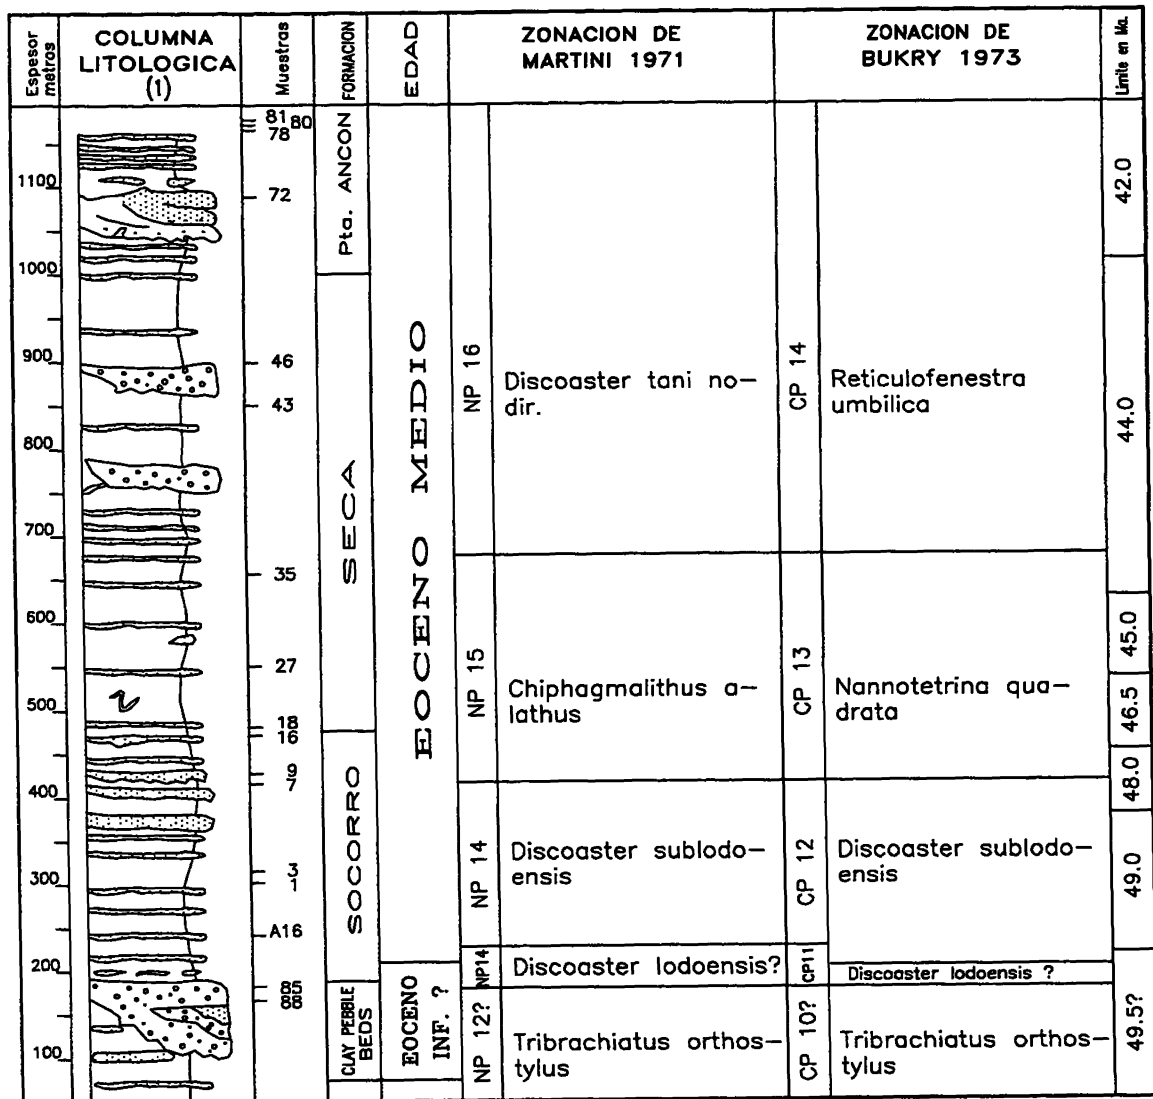 Espesor
metros
COLUMNA
LITOLOGICA
(1)
Muestras
FORMACION
EDAD
ZONACION DE
MARTINI 1971
ZONACION DE
BUKRY 1973
Limite en Ma.
1100
1000
900
800
700
600
500
400
300
200
100
81 80
78
72
46
43
35
27
18
16
9
7
3
1
A16
85
88
Pta. ANCON
SECA
SOCORRO
CLAY PEBBLE
BEDS
EOCENO MEDIO
EOCENO
INF. ?
NP 16
Discoaster tani no-
dir.
NP 15
Chiphagmalithus a-
lathus
NP 14
Discoaster sublodo-
ensis
NP14
Discoaster lodoensis?
NP 12?
Tribrachiatus orthos-
tylus
CP 14
Reticulofenestra
umbilica
CP 13
Nannotetrina qua-
drata
CP 12
Discoaster sublodo-
ensis
CP11
Discoaster lodoensis ?
CP 10?
Tribrachiatus orthos-
tylus
42.0
44.0
45.0
46.5
48.0
49.0
49.5?